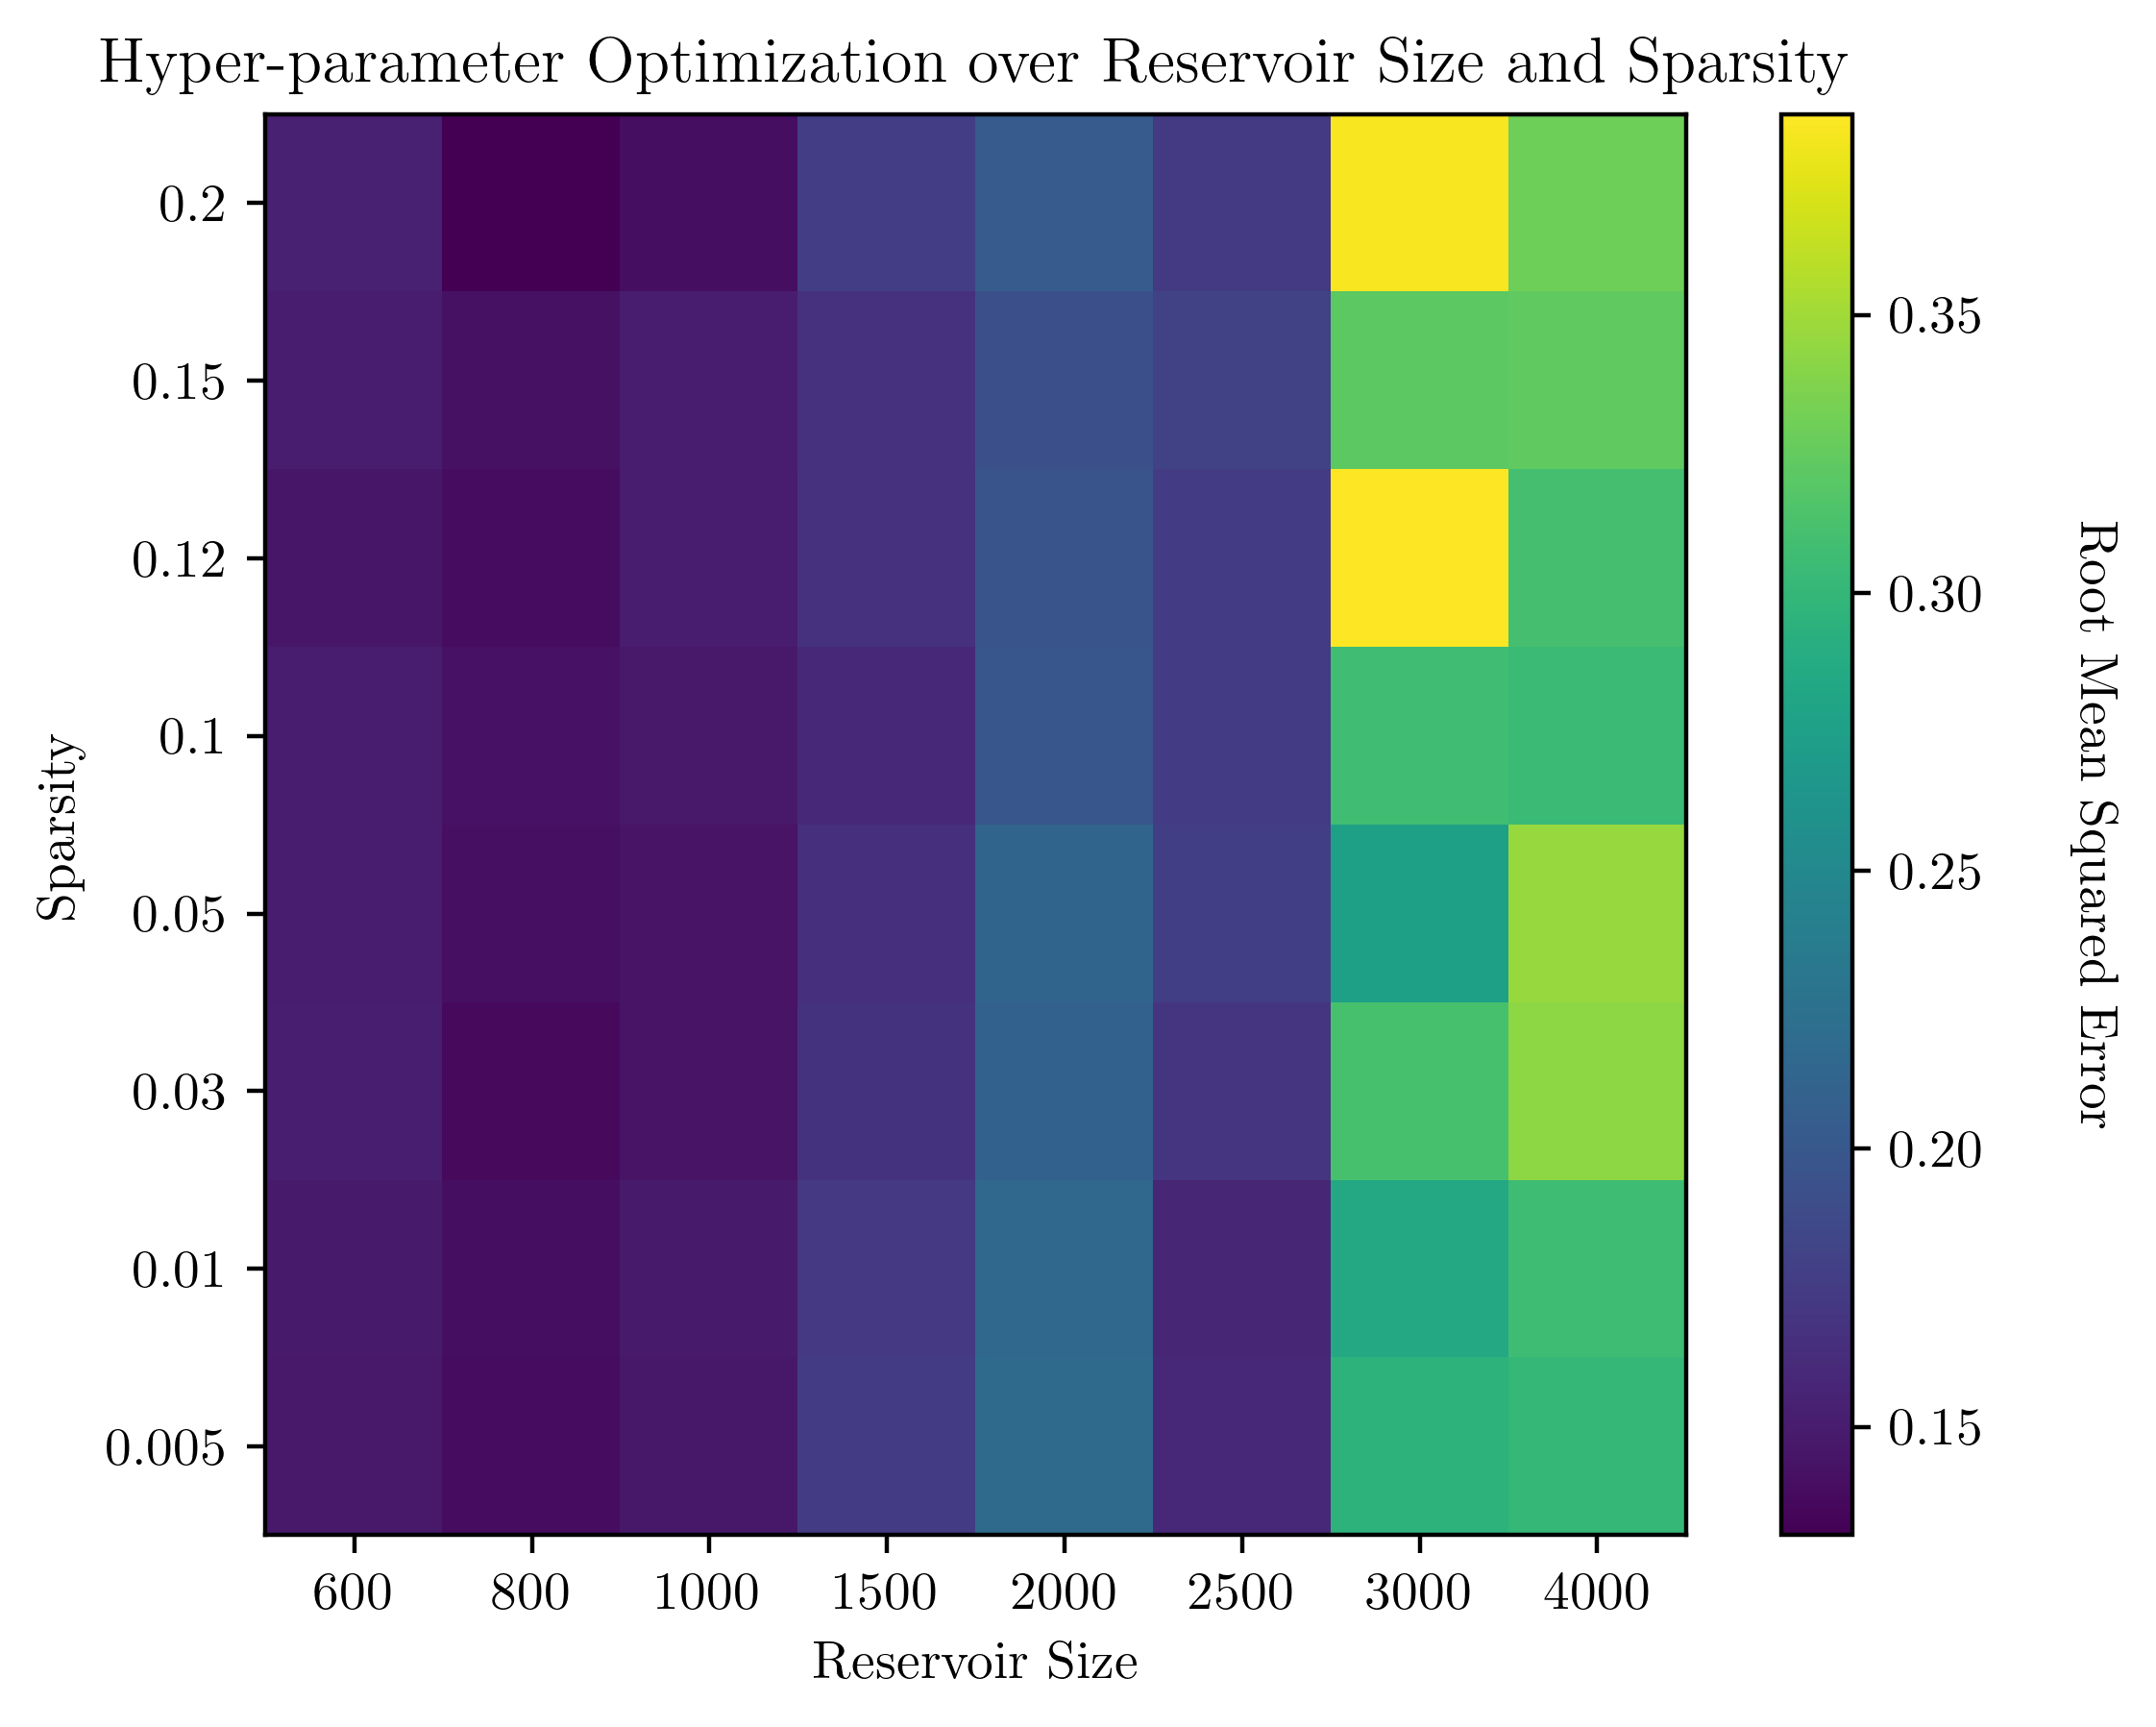 Hyper-parameter Optimization over Reservoir Size and Sparsity
0.2
0.15
0.12
0.1
0.05
0.03
0.01
0.005
Sparsity
600 800 1000 1500 2000 2500 3000 4000
Reservoir Size
0.35
0.30
0.25
0.20
0.15
Root Mean Squared Error